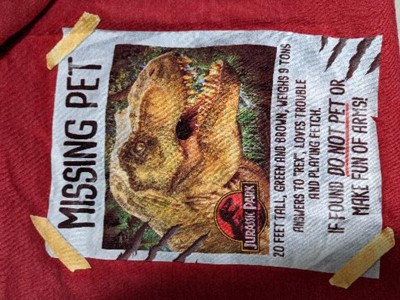 MISSING PET
JURASSIC PARK
20 FEET TALL, GREEN AND BROWN, WEIGHS 9 TONS
ANSWERS TO "REX", LOVES TROUBLE
AND PLAYING FETCH.
IF FOUND DO NOT PET OR
MAKE FUN OF ARMS!